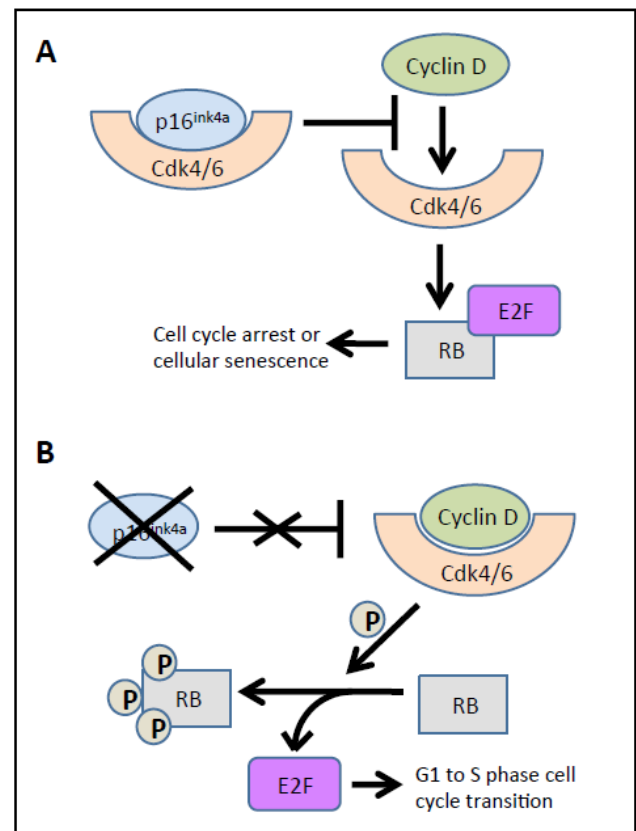 A
Cyclin D
p16ink4a
Cdk4/6
Cdk4/6
E2F
RB
Cell cycle arrest or
cellular senescence
B
p16ink4a
Cyclin D
Cdk4/6
P
P
RB
P
P
RB
E2F
G1 to S phase cell
cycle transition